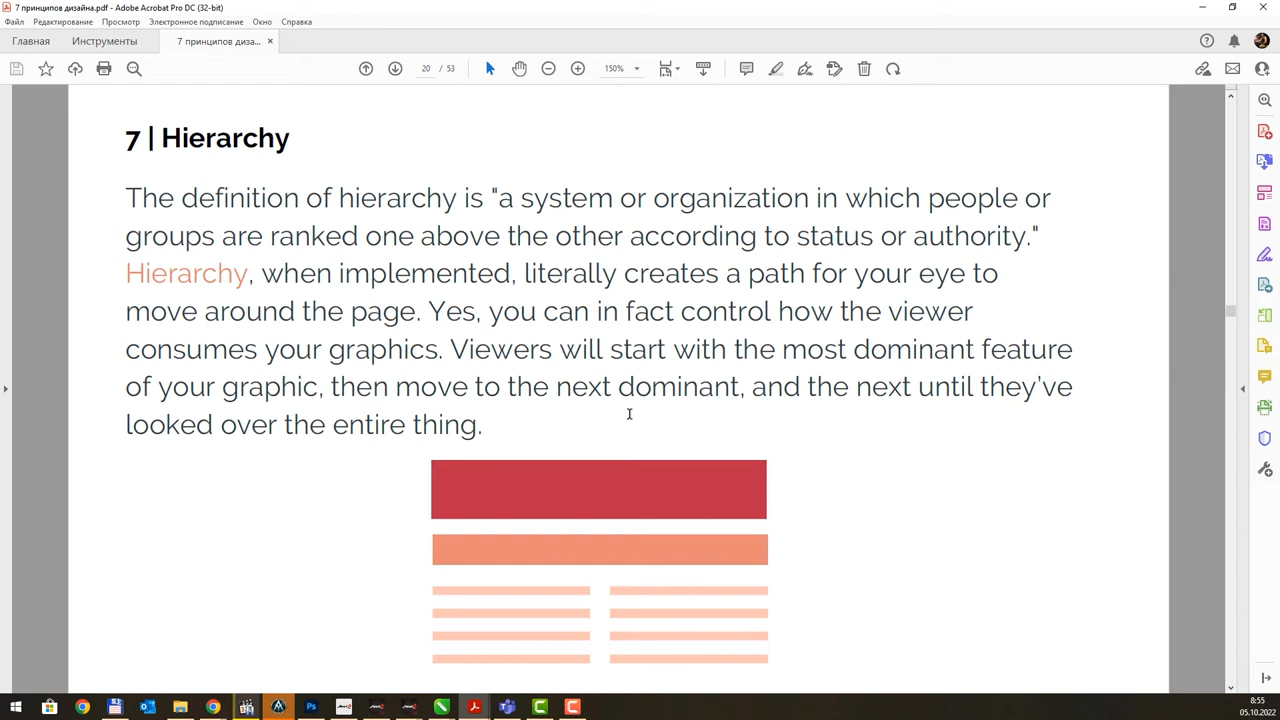 7 принципов дизайна.pdf - Adobe Acrobat Pro DC (32-bit)
Файл Редактирование Просмотр Электронное подписание Окно Справка
Главная Инструменты 7 принципов диза... ×
20 / 53 150%
7 | Hierarchy
The definition of hierarchy is "a system or organization in which people or
groups are ranked one above the other according to status or authority."
Hierarchy, when implemented, literally creates a path for your eye to
move around the page. Yes, you can in fact control how the viewer
consumes your graphics. Viewers will start with the most dominant feature
of your graphic, then move to the next dominant, and the next until they’ve
looked over the entire thing.
8:55
05.10.2022